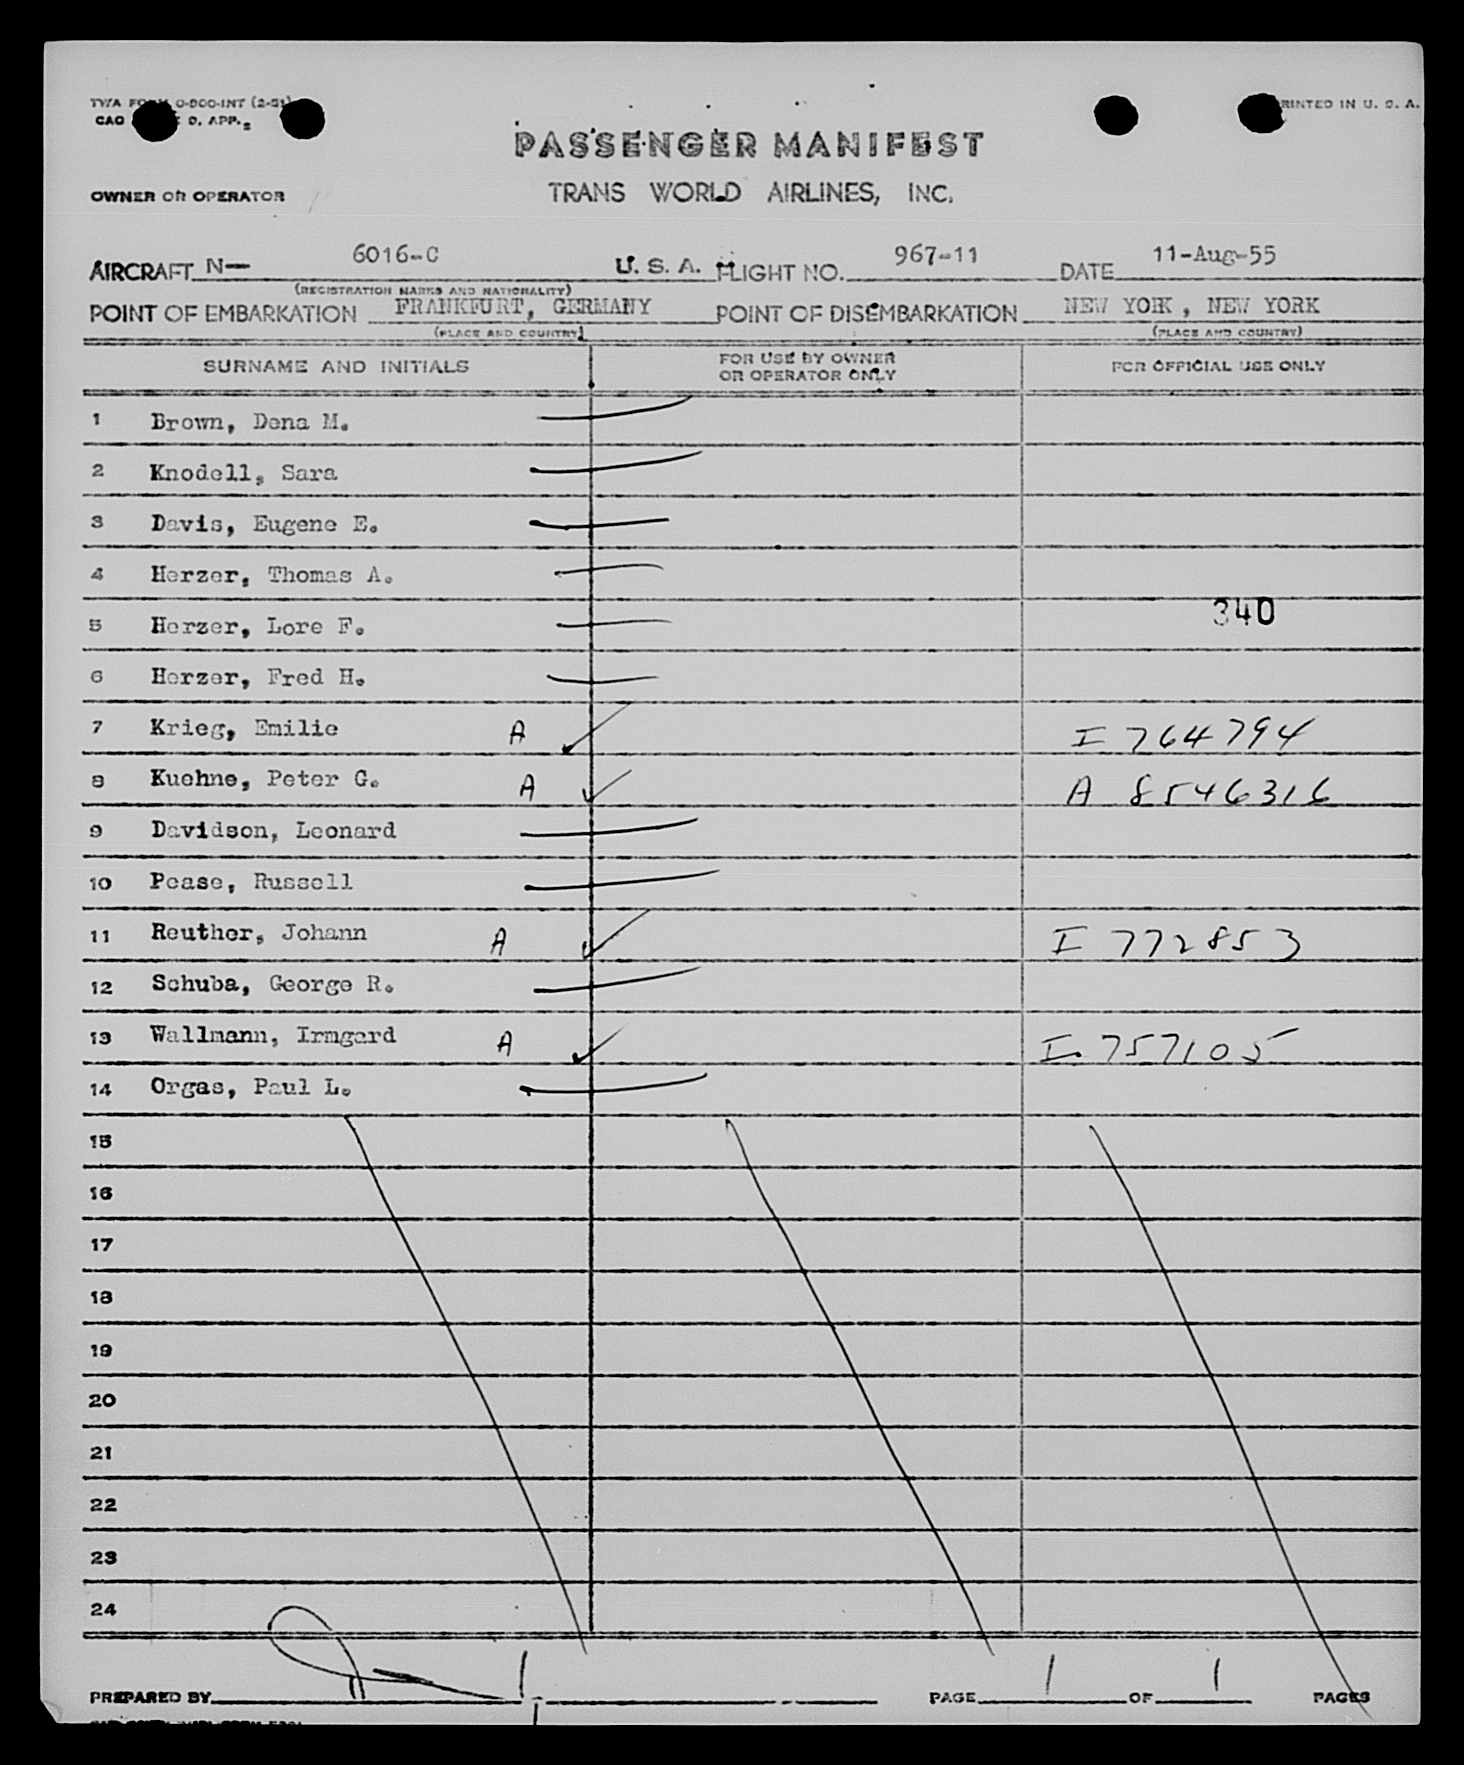 TWA FORM O-900-INT (2-51)
PRINTED IN U. S. A.
CAO D. APP.
PASSENGER MANIFEST
OWNER OR OPERATOR TRANS WORLD AIRLINES, INC.
AIRCRAFT N— 6016-C U. S. A. FLIGHT NO. 967-11 DATE 11-Aug-55
(REGISTRATION MARKS AND NATIONALITY)
POINT OF EMBARKATION FRANKFURT, GERMANY POINT OF DISEMBARKATION NEW YORK, NEW YORK
(PLACE AND COUNTRY) (PLACE AND COUNTRY)
SURNAME AND INITIALS FOR USE BY OWNER OR OPERATOR ONLY FOR OFFICIAL USE ONLY
1 Brown, Dena M.
2 Knodell, Sara
3 Davis, Eugene E.
4 Herzer, Thomas A.
340
5 Herzer, Lore F.
6 Herzer, Fred H.
7 Krieg, Emilie A I 764794
8 Kuehne, Peter G. A A 8546316
9 Davidson, Leonard
10 Pease, Russell
11 Reuther, Johann A I 772853
12 Schuba, George R.
13 Wallmann, Irmgard A I 757105
14 Orgas, Paul L.
15
16
17
18
19
20
21
22
23
24
PREPARED BY PAGE 1 OF 1 PAGES